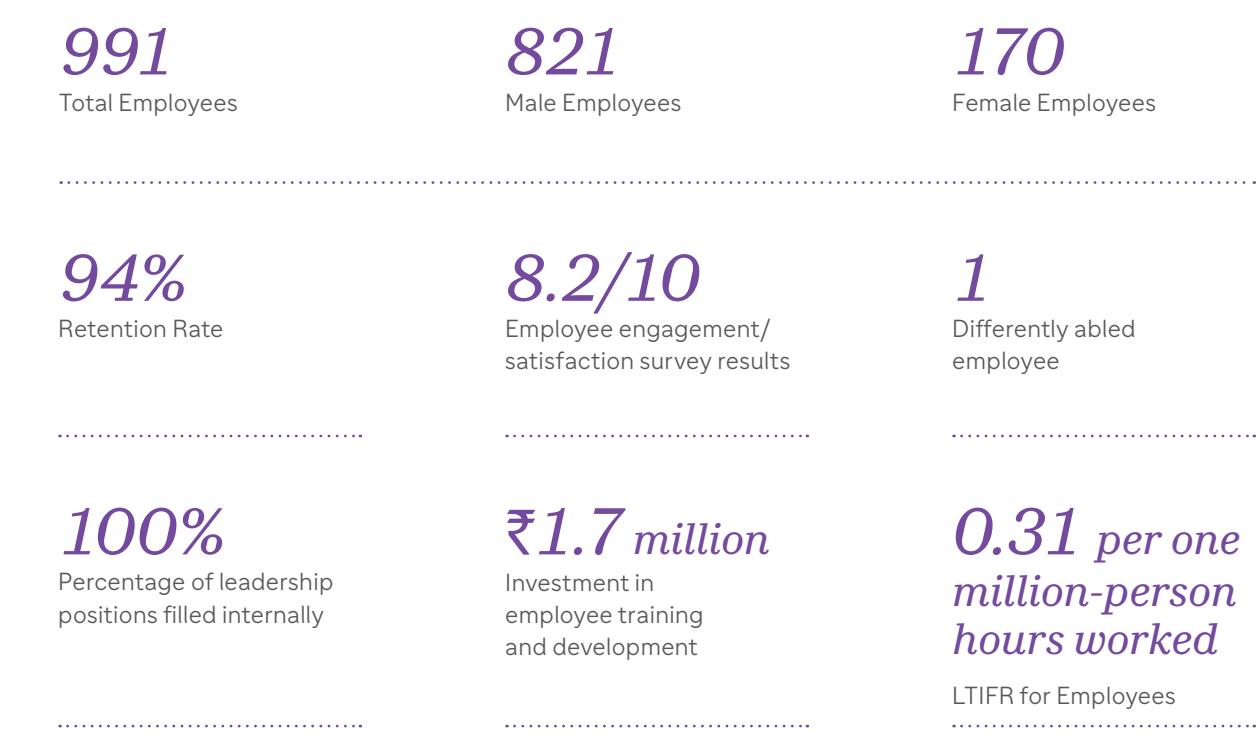 991
Total Employees
821
Male Employees
170
Female Employees
94%
Retention Rate
8.2/10
Employee engagement/
satisfaction survey results
1
Differently abled
employee
100%
Percentage of leadership
positions filled internally
₹1.7 million
Investment in
employee training
and development
0.31 per one
million-person
hours worked
LTIFR for Employees